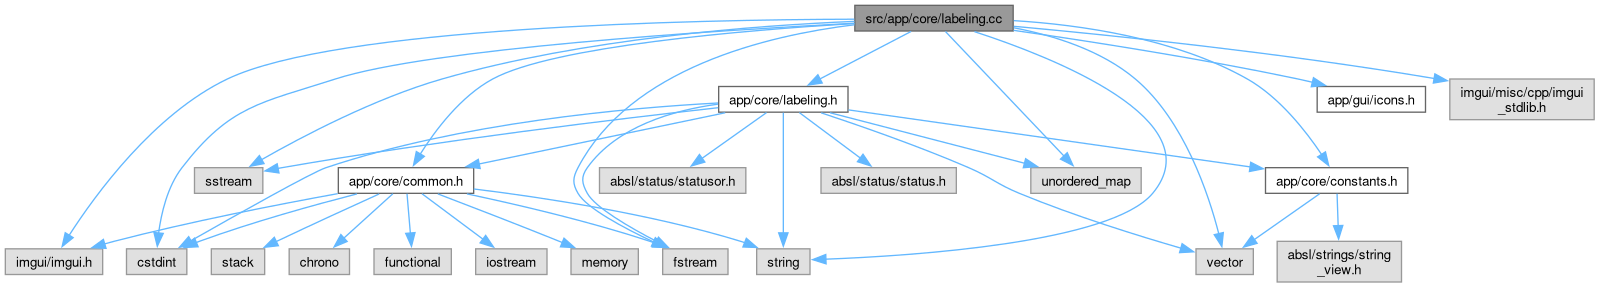 src/app/core/labeling.cc
app/core/labeling.h
app/gui/icons.h
imgui/misc/cpp/imgui
_stdlib.h
sstream
app/core/common.h
absl/status/statusor.h
absl/status/status.h
unordered_map
app/core/constants.h
imgui/imgui.h
cstdint
stack
chrono
functional
iostream
memory
fstream
string
vector
absl/strings/string
_view.h